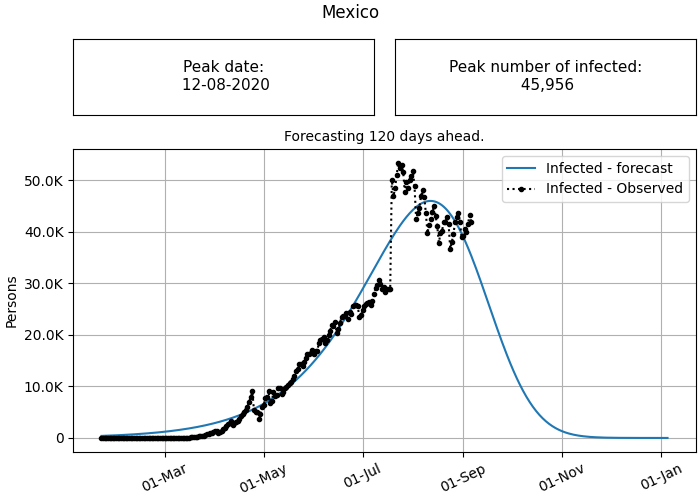 Mexico
Peak date:
12-08-2020
Peak number of infected:
45,956
Forecasting 120 days ahead.
Infected - forecast
Infected - Observed
Persons
50.0K
40.0K
30.0K
20.0K
10.0K
0
01-Mar
01-May
01-Jul
01-Sep
01-Nov
01-Jan